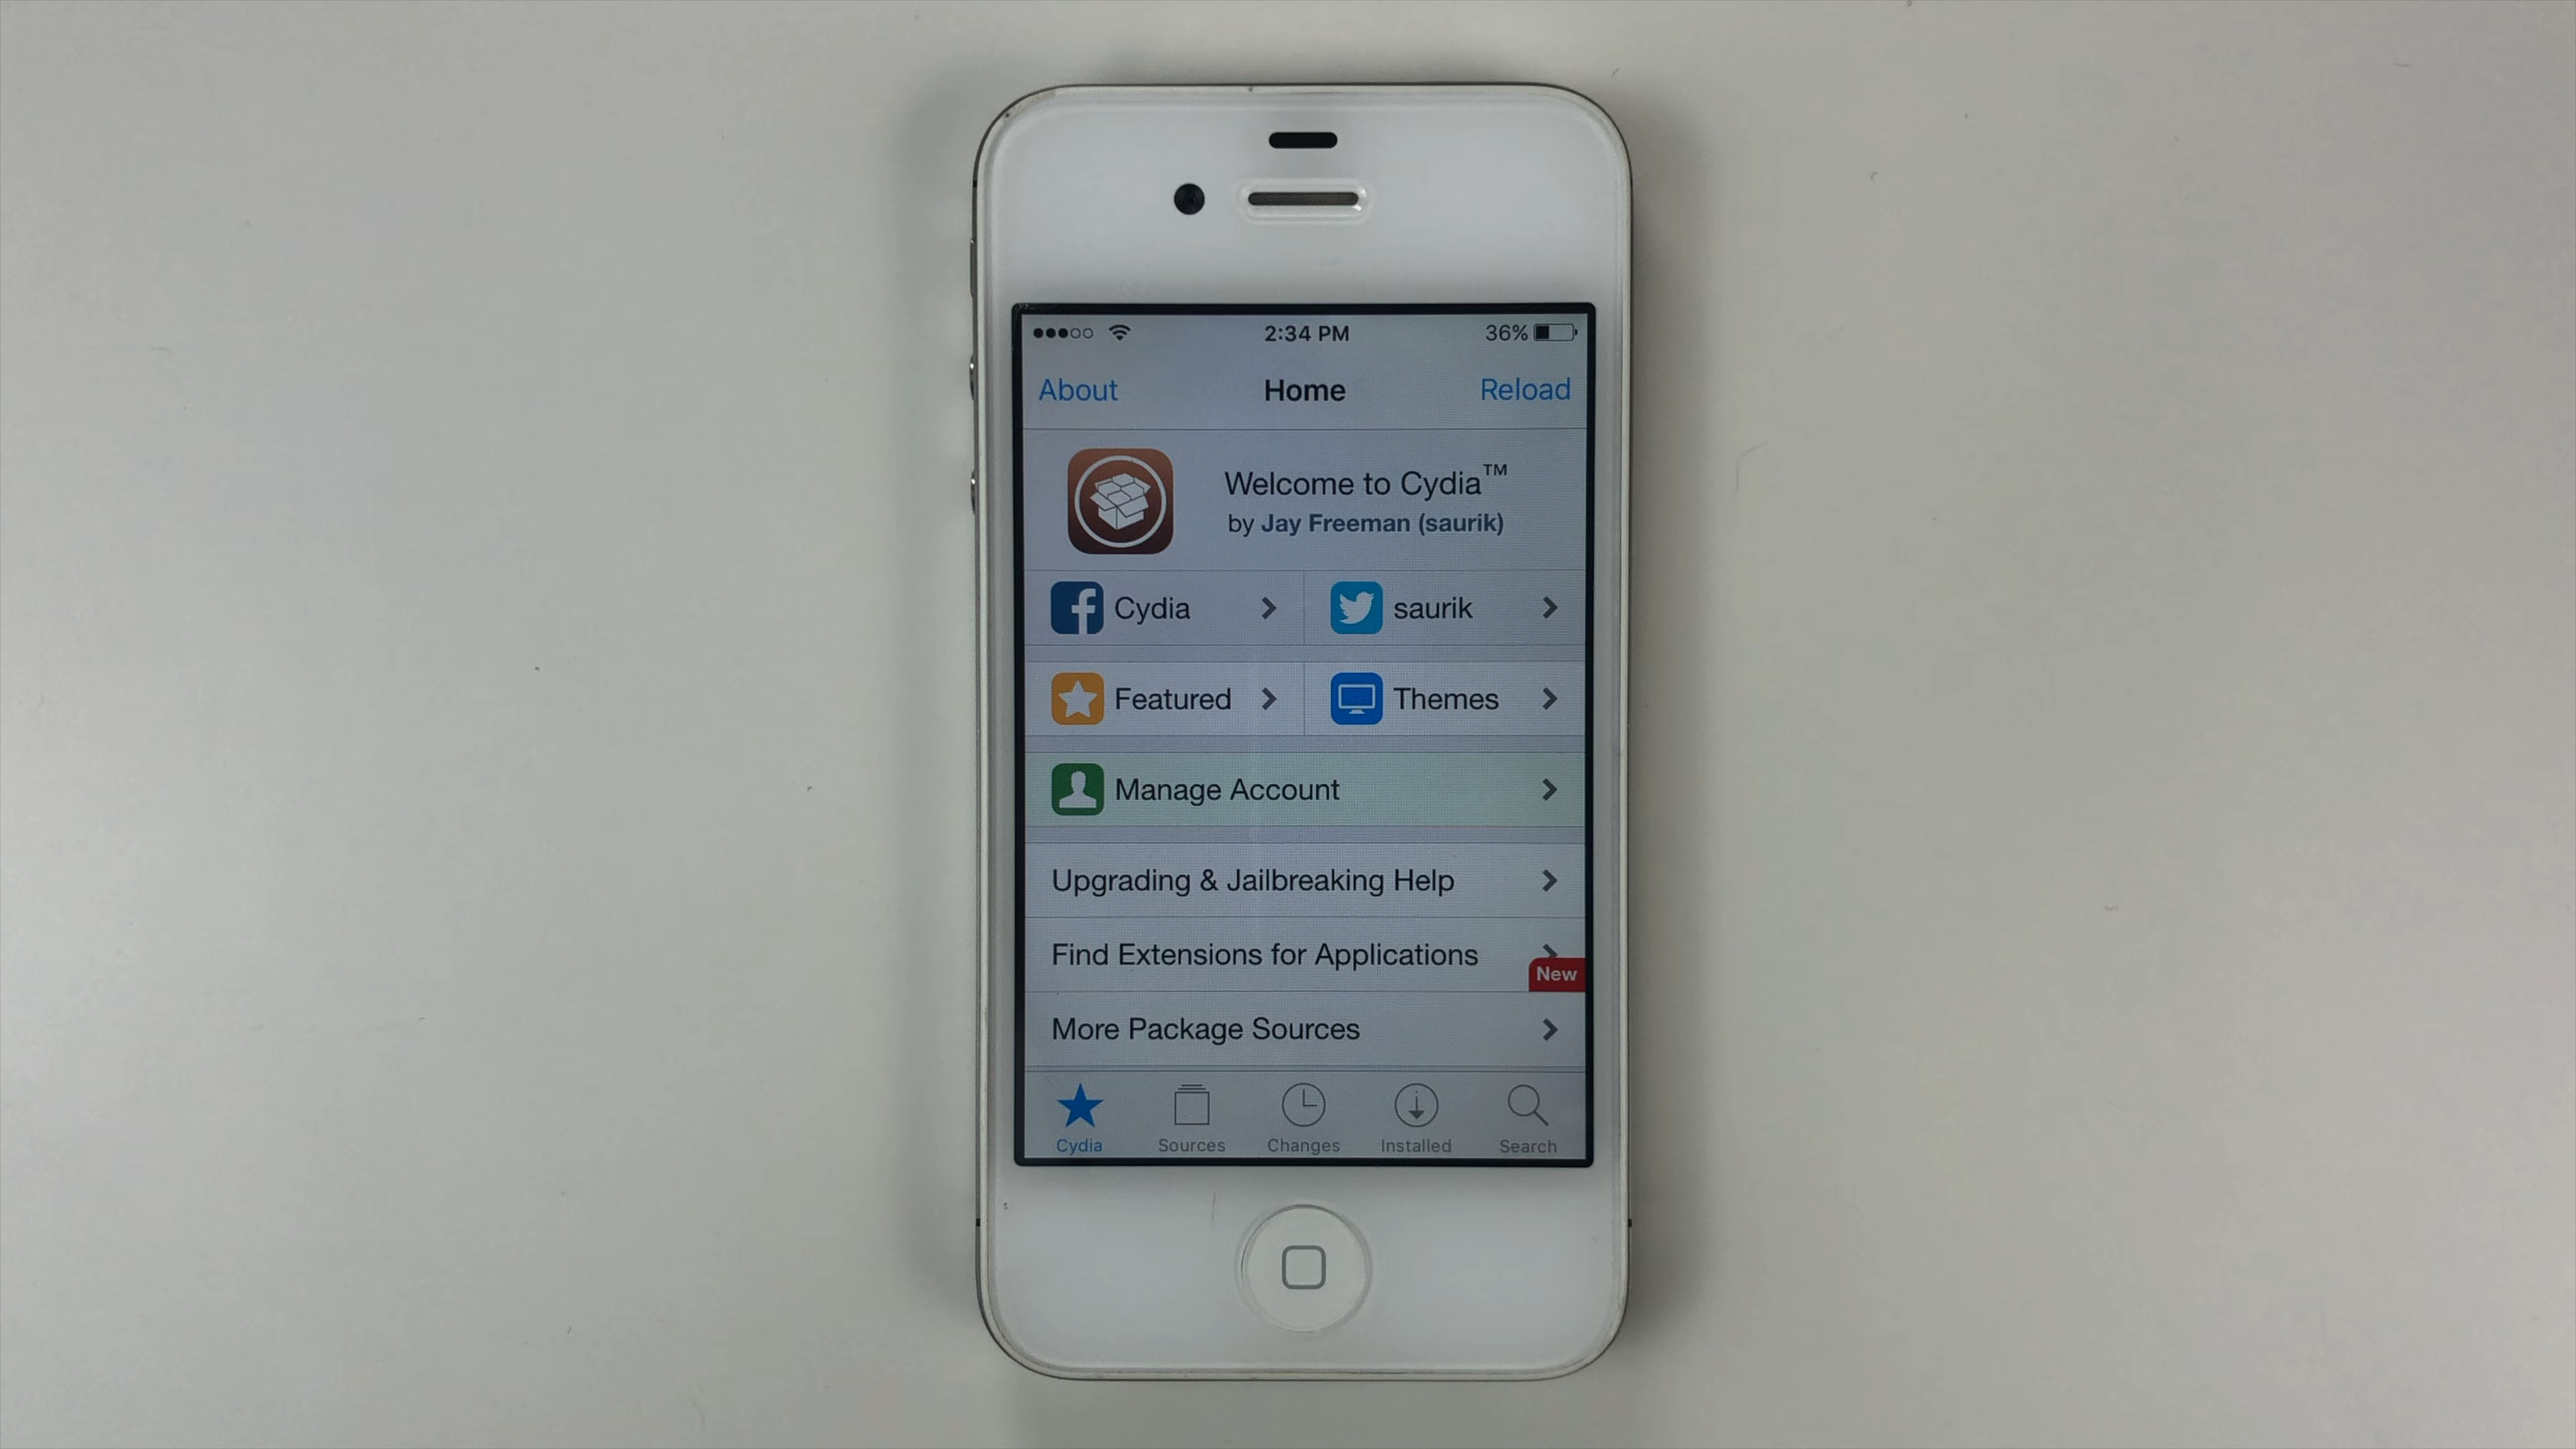 2:34 PM 36%
About Home Reload
Welcome to Cydia™
by Jay Freeman (saurik)
Cydia saurik
Featured Themes
Manage Account
Upgrading & Jailbreaking Help
Find Extensions for Applications
New
More Package Sources
Cydia Sources Changes Installed Search